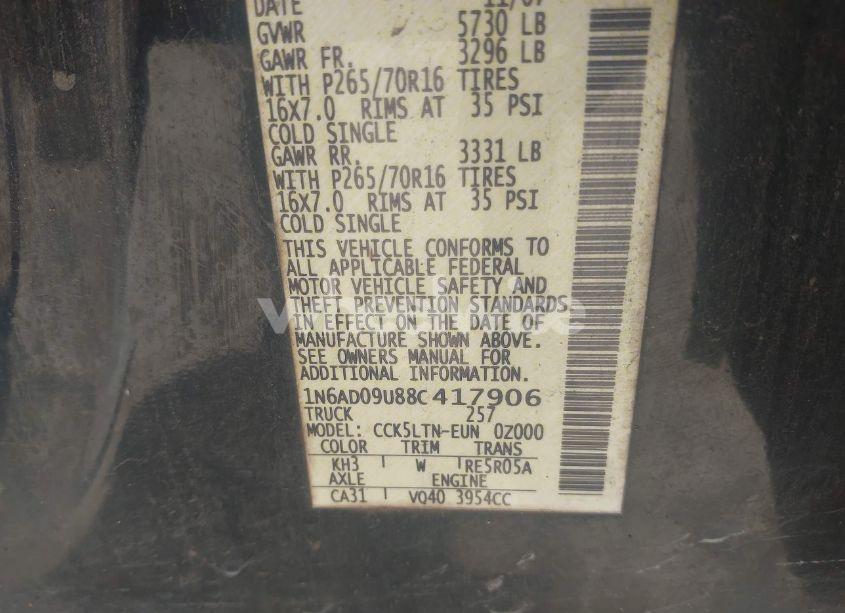 DATE 11/07
GVWR 5730 LB
GAWR FR. 3296 LB
WITH P265/70R16 TIRES
16X7.0 RIMS AT 35 PSI
COLD SINGLE
GAWR RR. 3331 LB
WITH P265/70R16 TIRES
16X7.0 RIMS AT 35 PSI
COLD SINGLE
THIS VEHICLE CONFORMS TO
ALL APPLICABLE FEDERAL
MOTOR VEHICLE SAFETY AND
THEFT PREVENTION STANDARDS
IN EFFECT ON THE DATE OF
MANUFACTURE SHOWN ABOVE.
SEE OWNERS MANUAL FOR
ADDITIONAL INFORMATION.
1N6AD09U88C417906
TRUCK 257
MODEL: CCK5LTN-EUN 0Z000
COLOR TRIM TRANS
KH3 W RE5R05A
AXLE ENGINE
CA31 VQ40 3954CC